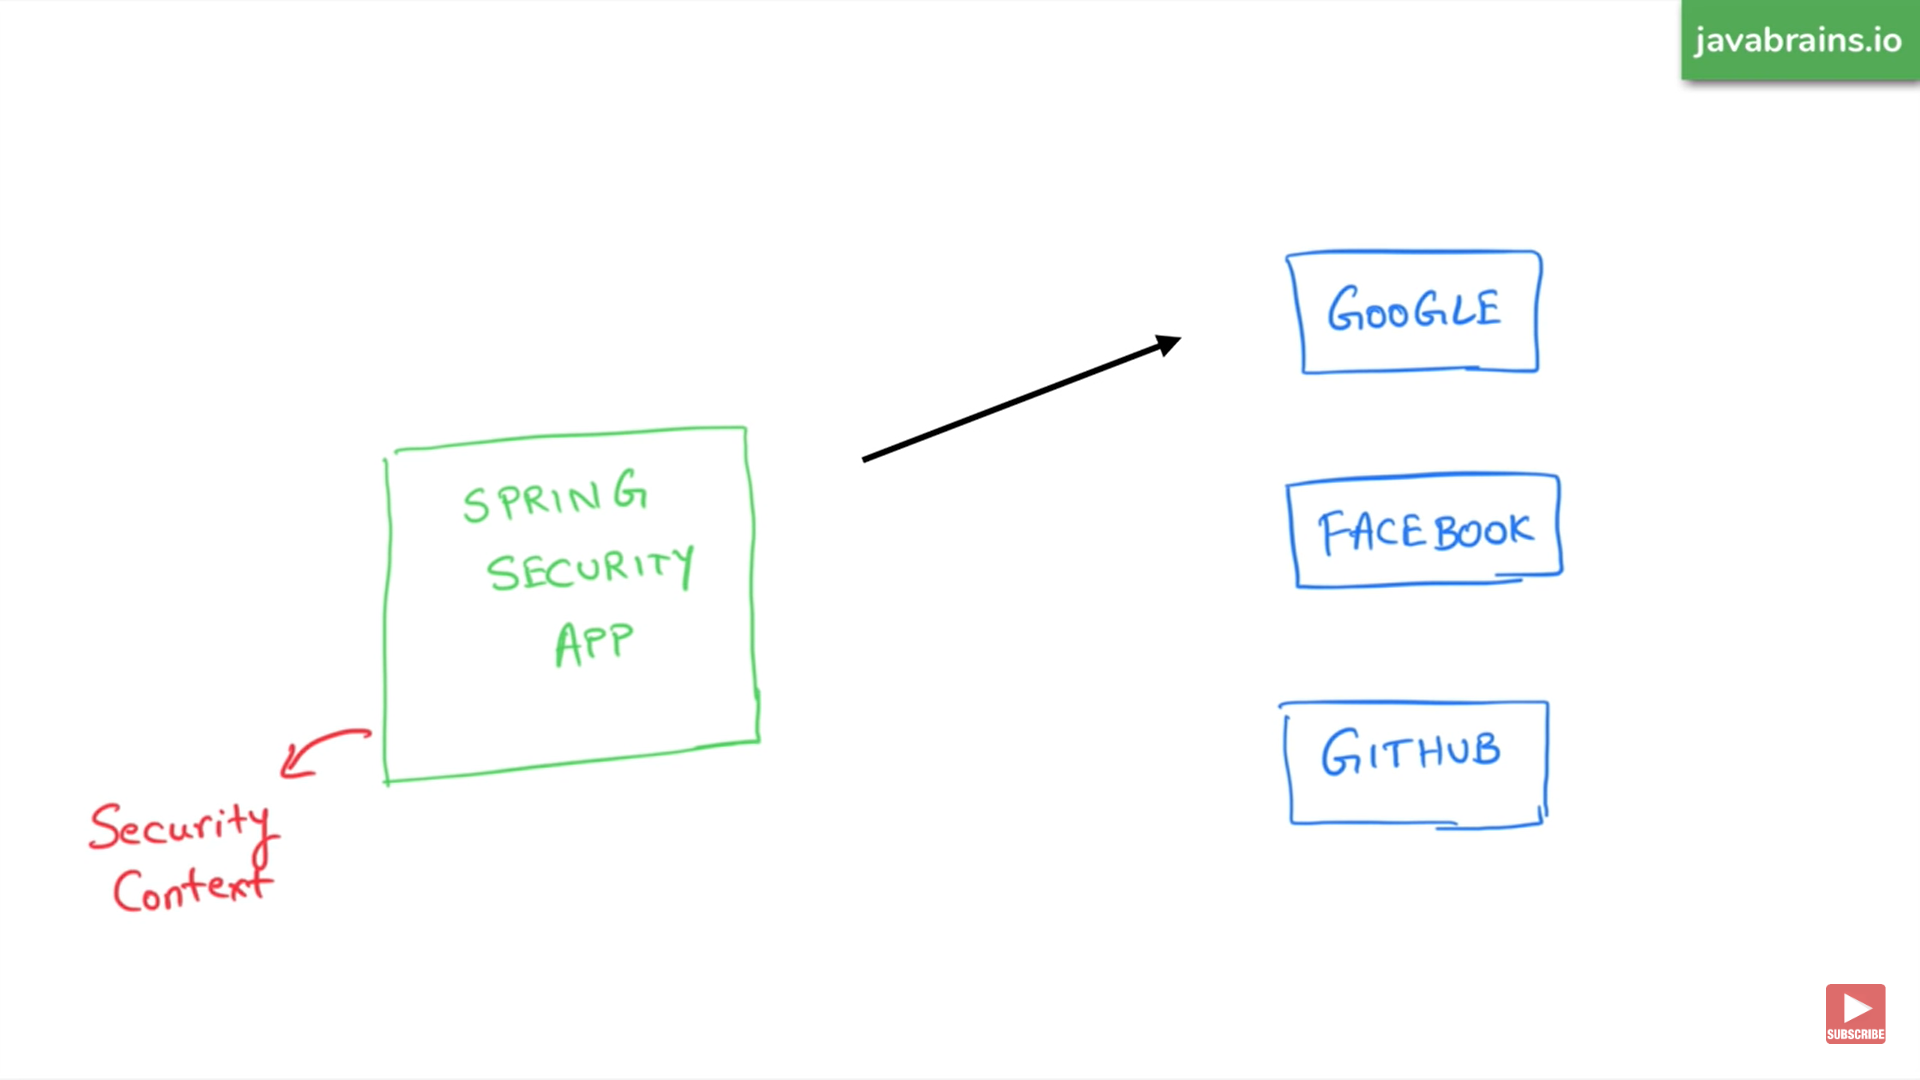 javabrains.io
GOOGLE
SPRING
SECURITY
APP
FACEBOOK
GITHUB
Security
Context
SUBSCRIBE